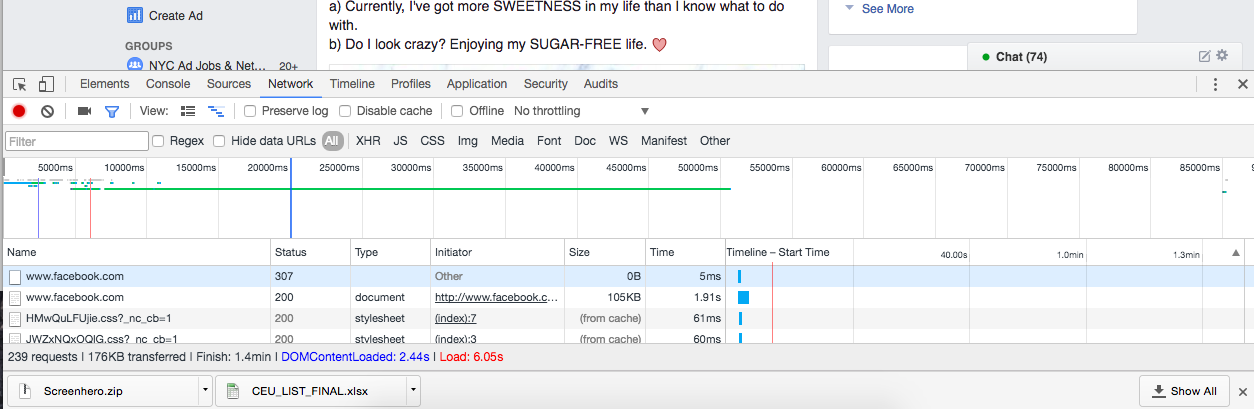 Create Ad
GROUPS
NYC Ad Jobs & Net... 20+
a) Currently, I've got more SWEETNESS in my life than I know what to do
with.
b) Do I look crazy? Enjoying my SUGAR-FREE life.
See More
Chat (74)
Elements Console Sources Network Timeline Profiles Application Security Audits
View: Preserve log Disable cache Offline No throttling
Filter Regex Hide data URLs All XHR JS CSS Img Media Font Doc WS Manifest Other
5000ms 10000ms 15000ms 20000ms 25000ms 30000ms 35000ms 40000ms 45000ms 50000ms 55000ms 60000ms 65000ms 70000ms 75000ms 80000ms 85000ms 9
Name Status Type Initiator Size Time Timeline – Start Time 40.00s 1.0min 1.3min
www.facebook.com 307 Other 0B 5ms
www.facebook.com 200 document http://www.facebook.c... 105KB 1.91s
HMwQuLFUjie.css?_nc_cb=1 200 stylesheet (index):7 (from cache) 61ms
JWZxNQxOQlG.css?_nc_cb=1 200 stylesheet (index):3 (from cache) 60ms
239 requests | 176KB transferred | Finish: 1.4min | DOMContentLoaded: 2.44s | Load: 6.05s
Screenhero.zip CEU_LIST_FINAL.xlsx Show All